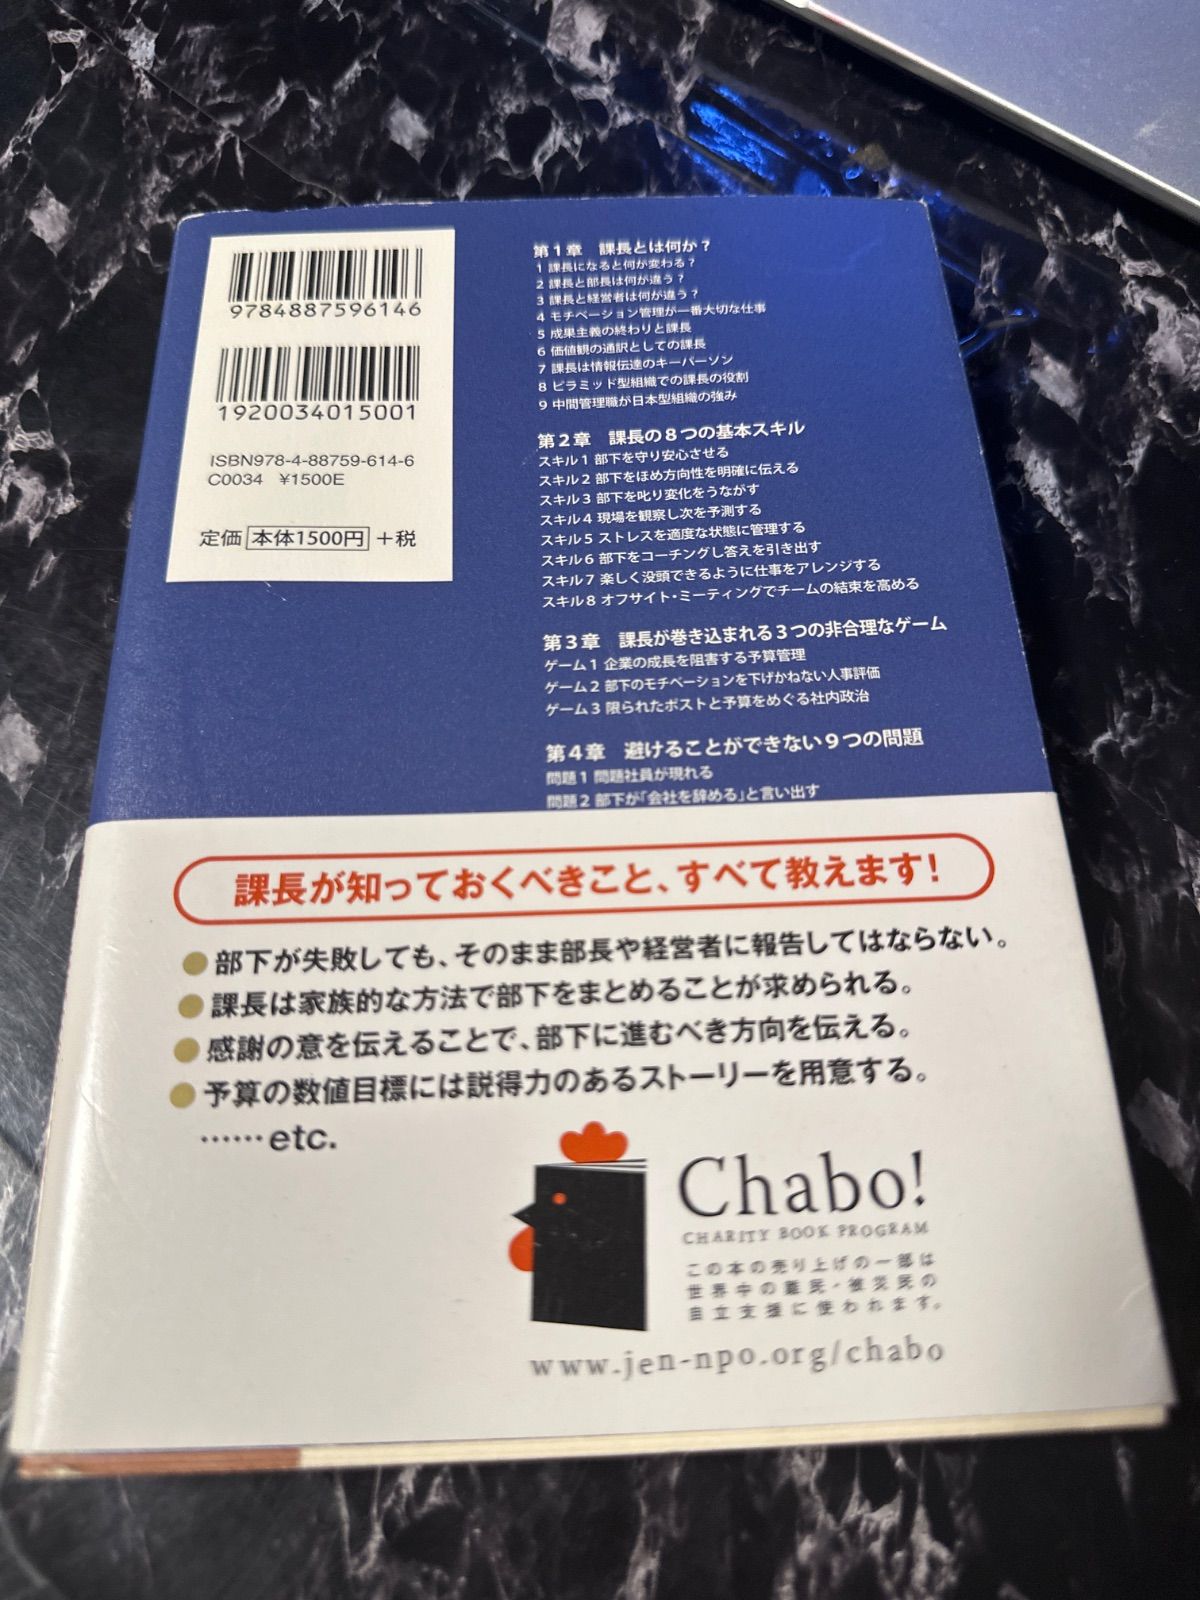 9784887596146
1920034015001
ISBN978-4-88759-614-6
C0034 ¥1500E
定価 本体1500円 +税
第1章 課長とは何か？
1 課長になると何が変わる？
2 課長と部長は何が違う？
3 課長と経営者は何が違う？
4 モチベーション管理が一番大切な仕事
5 成果主義の終わりと課長
6 価値観の通訳としての課長
7 課長は情報伝達のキーパーソン
8 ピラミッド型組織での課長の役割
9 中間管理職が日本型組織の強み
第2章 課長の8つの基本スキル
スキル1 部下を守り安心させる
スキル2 部下をほめ方向性を明確に伝える
スキル3 部下を叱り変化をうながす
スキル4 現場を観察し次を予測する
スキル5 ストレスを適度な状態に管理する
スキル6 部下をコーチングし答えを引き出す
スキル7 楽しく没頭できるように仕事をアレンジする
スキル8 オフサイト・ミーティングでチームの結束を高める
第3章 課長が巻き込まれる3つの非合理なゲーム
ゲーム1 企業の成長を阻害する予算管理
ゲーム2 部下のモチベーションを下げかねない人事評価
ゲーム3 限られたポストと予算をめぐる社内政治
第4章 避けることができない9つの問題
問題1 問題社員が現れる
問題2 部下が「会社を辞める」と言い出す
課長が知っておくべきこと、すべて教えます！
●部下が失敗しても、そのまま部長や経営者に報告してはならない。
●課長は家族的な方法で部下をまとめることが求められる。
●感謝の意を伝えることで、部下に進むべき方向を伝える。
●予算の数値目標には説得力のあるストーリーを用意する。
……etc.
Chabo!
CHARITY BOOK PROGRAM
この本の売り上げの一部は
世界中の難民・被災民の
自立支援に使われます。
www.jen-npo.org/chabo